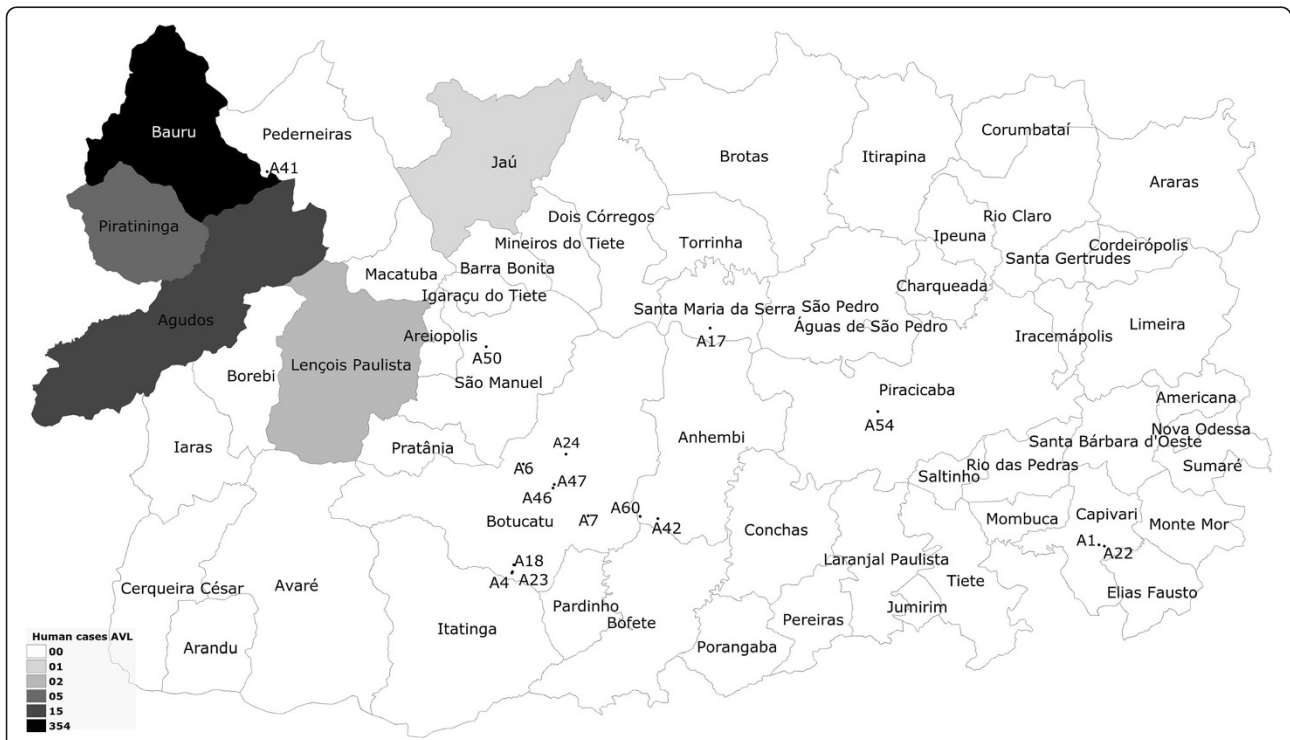 Bauru
Pederneiras
A41
Jaú
Brotas
Itirapina
Corumbataí
Araras
Piratininga
Dois Córregos
Mineiros do Tiete
Torrinha
Rio Claro
Ipeuna
Cordeirópolis
Santa Gertrudes
Macatuba
Barra Bonita
Igaraçu do Tiete
Charqueada
Santa Maria da Serra
São Pedro
Águas de São Pedro
A17
Agudos
Areiopolis
A50
Iracemápolis
Limeira
Lençois Paulista
Borebi
São Manuel
Piracicaba
A54
Americana
Nova Odessa
Santa Bárbara d'Oeste
Iaras
Pratânia
A24
Anhembi
A6
Rio das Pedras
Sumaré
Saltinho
A47
A46
Botucatu
A7
A60
A42
Conchas
Mombuca
Capivari
Monte Mor
A1
A22
A18
A4
A23
Laranjal Paulista
Tiete
Cerqueira César
Avaré
Elias Fausto
Pardinho
Bofete
Jumirim
Pereiras
Itatinga
Arandu
Porangaba
Human cases AVL
00
01
02
05
15
354